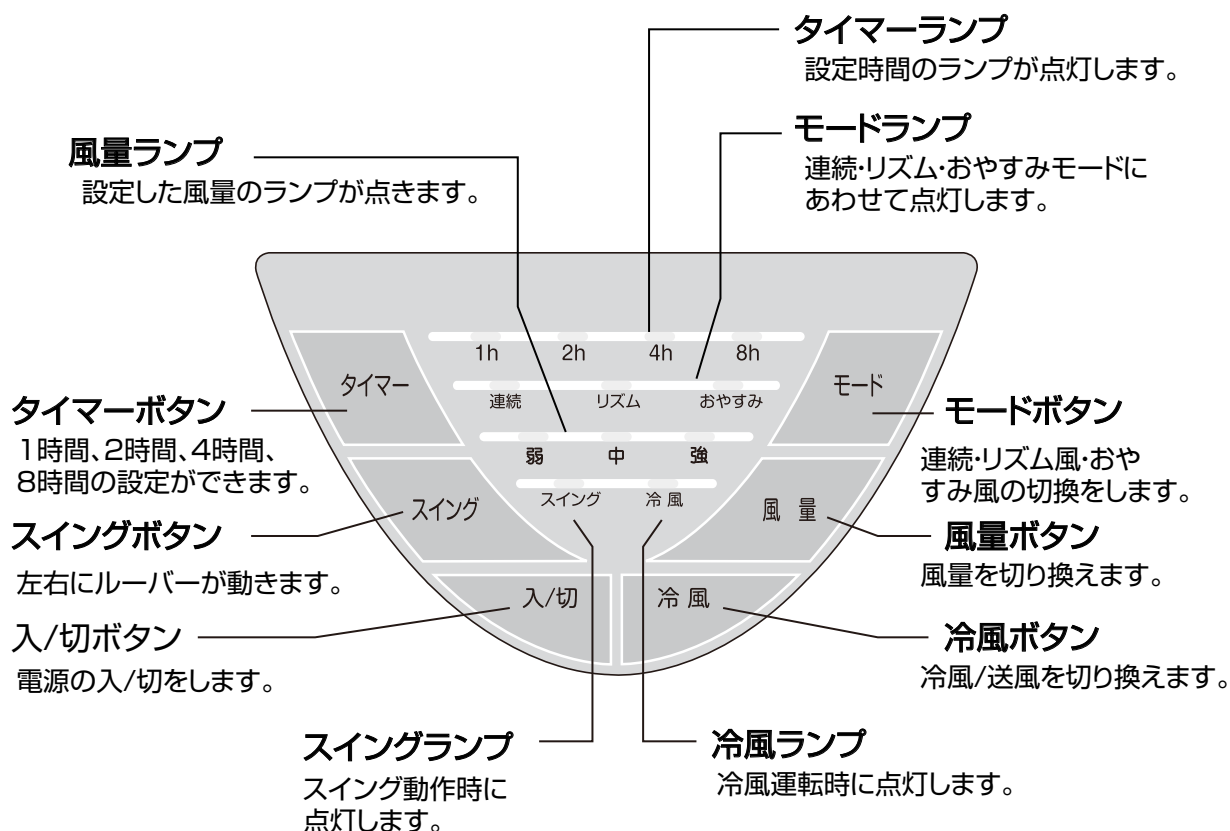 タイマーランプ
設定時間のランプが点灯します。
モードランプ
連続・リズム・おやすみモードに
あわせて点灯します。
風量ランプ
設定した風量のランプが点きます。
1h 2h 4h 8h
連続 リズム おやすみ
弱 中 強
スイング 冷風
タイマー
モード
スイング
風量
入/切
冷風
タイマーボタン
1時間、2時間、4時間、
8時間の設定ができます。
スイングボタン
左右にルーバーが動きます。
入/切ボタン
電源の入/切をします。
モードボタン
連続・リズム風・おや
すみ風の切換をします。
風量ボタン
風量を切り換えます。
冷風ボタン
冷風/送風を切り換えます。
スイングランプ
スイング動作時に
点灯します。
冷風ランプ
冷風運転時に点灯します。